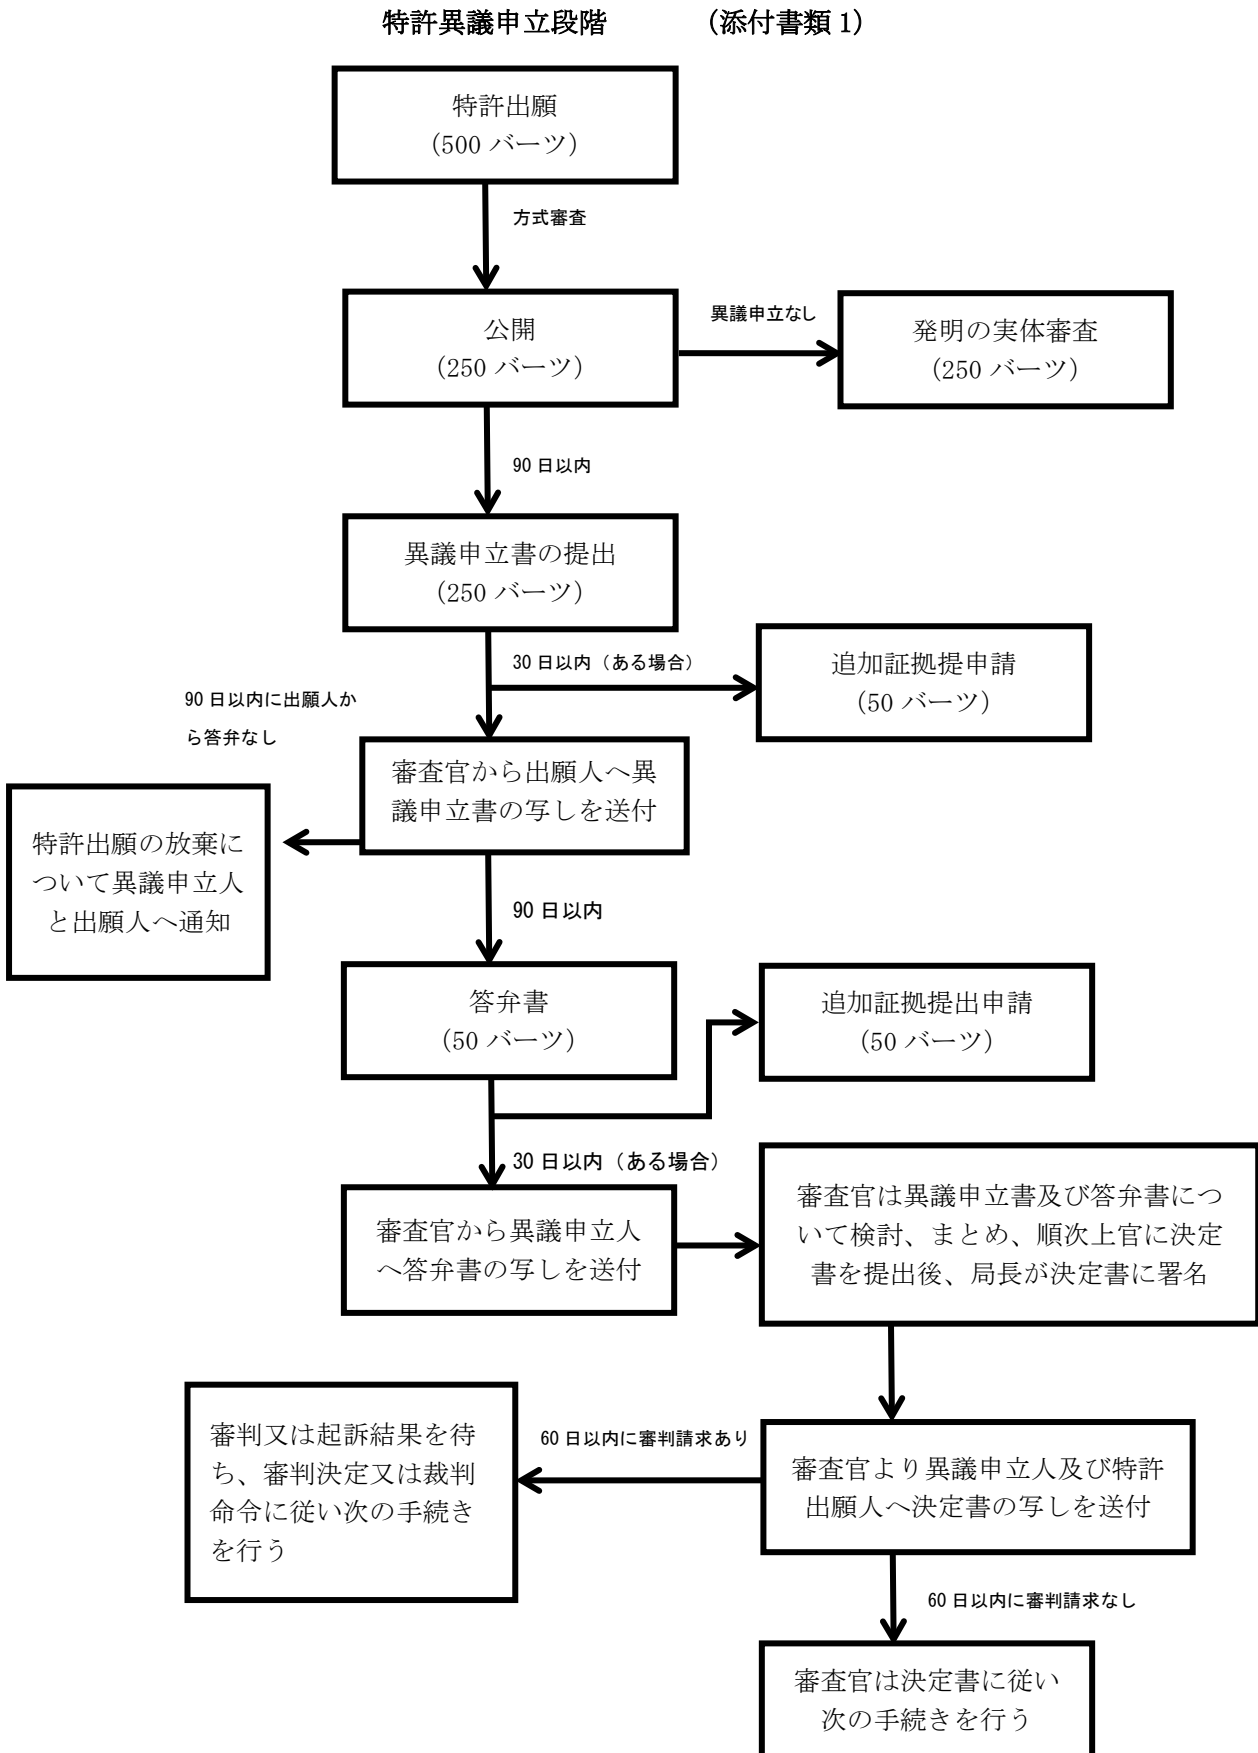 特許異議申立段階　　　（添付書類 1）
特許出願
（500 バーツ）
方式審査
公開
（250 バーツ）
異議申立なし
発明の実体審査
（250 バーツ）
90 日以内
異議申立書の提出
（250 バーツ）
30 日以内（ある場合）
追加証拠提申請
（50 バーツ）
90 日以内に出願人か
ら答弁なし
審査官から出願人へ異
議申立書の写しを送付
特許出願の放棄に
ついて異議申立人
と出願人へ通知
90 日以内
答弁書
（50 バーツ）
追加証拠提出申請
（50 バーツ）
30 日以内（ある場合）
審査官から異議申立人
へ答弁書の写しを送付
審査官は異議申立書及び答弁書につ
いて検討、まとめ、順次上官に決定
書を提出後、局長が決定書に署名
審判又は起訴結果を待
ち、審判決定又は裁判
命令に従い次の手続き
を行う
60 日以内に審判請求あり
審査官より異議申立人及び特許
出願人へ決定書の写しを送付
60 日以内に審判請求なし
審査官は決定書に従い
次の手続きを行う